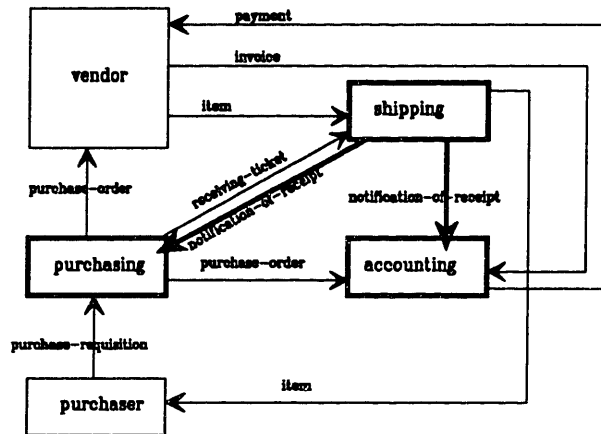 payment
vendor
invoice
item
shipping
receiving-ticket
notification-of-receipt
purchase-order
notification-of-receipt
purchasing
purchase-order
accounting
purchase-requisition
item
purchaser